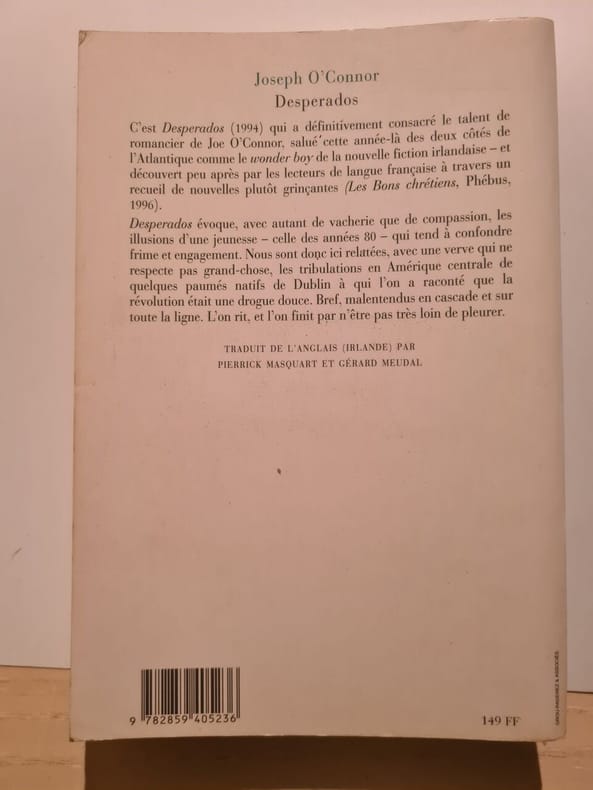 Joseph O'Connor
Desperados
C'est Desperados (1994) qui a définitivement consacré le talent de
romancier de Joe O'Connor, salué cette année-là des deux côtés de
l'Atlantique comme le wonder boy de la nouvelle fiction irlandaise – et
découvert peu après par les lecteurs de langue française à travers un
recueil de nouvelles plutôt grinçantes (Les Bons chrétiens, Phébus,
1996).
Desperados évoque, avec autant de vacherie que de compassion, les
illusions d'une jeunesse – celle des années 80 – qui tend à confondre
frime et engagement. Nous sont donc ici relatées, avec une verve qui ne
respecte pas grand-chose, les tribulations en Amérique centrale de
quelques paumés natifs de Dublin à qui l'on a raconté que la
révolution était une drogue douce. Bref, malentendus en cascade et sur
toute la ligne. L'on rit, et l'on finit par n'être pas très loin de pleurer.
TRADUIT DE L'ANGLAIS (IRLANDE) PAR
PIERRICK MASQUART ET GÉRARD MEUDAL
9 782859 405236
149 FF